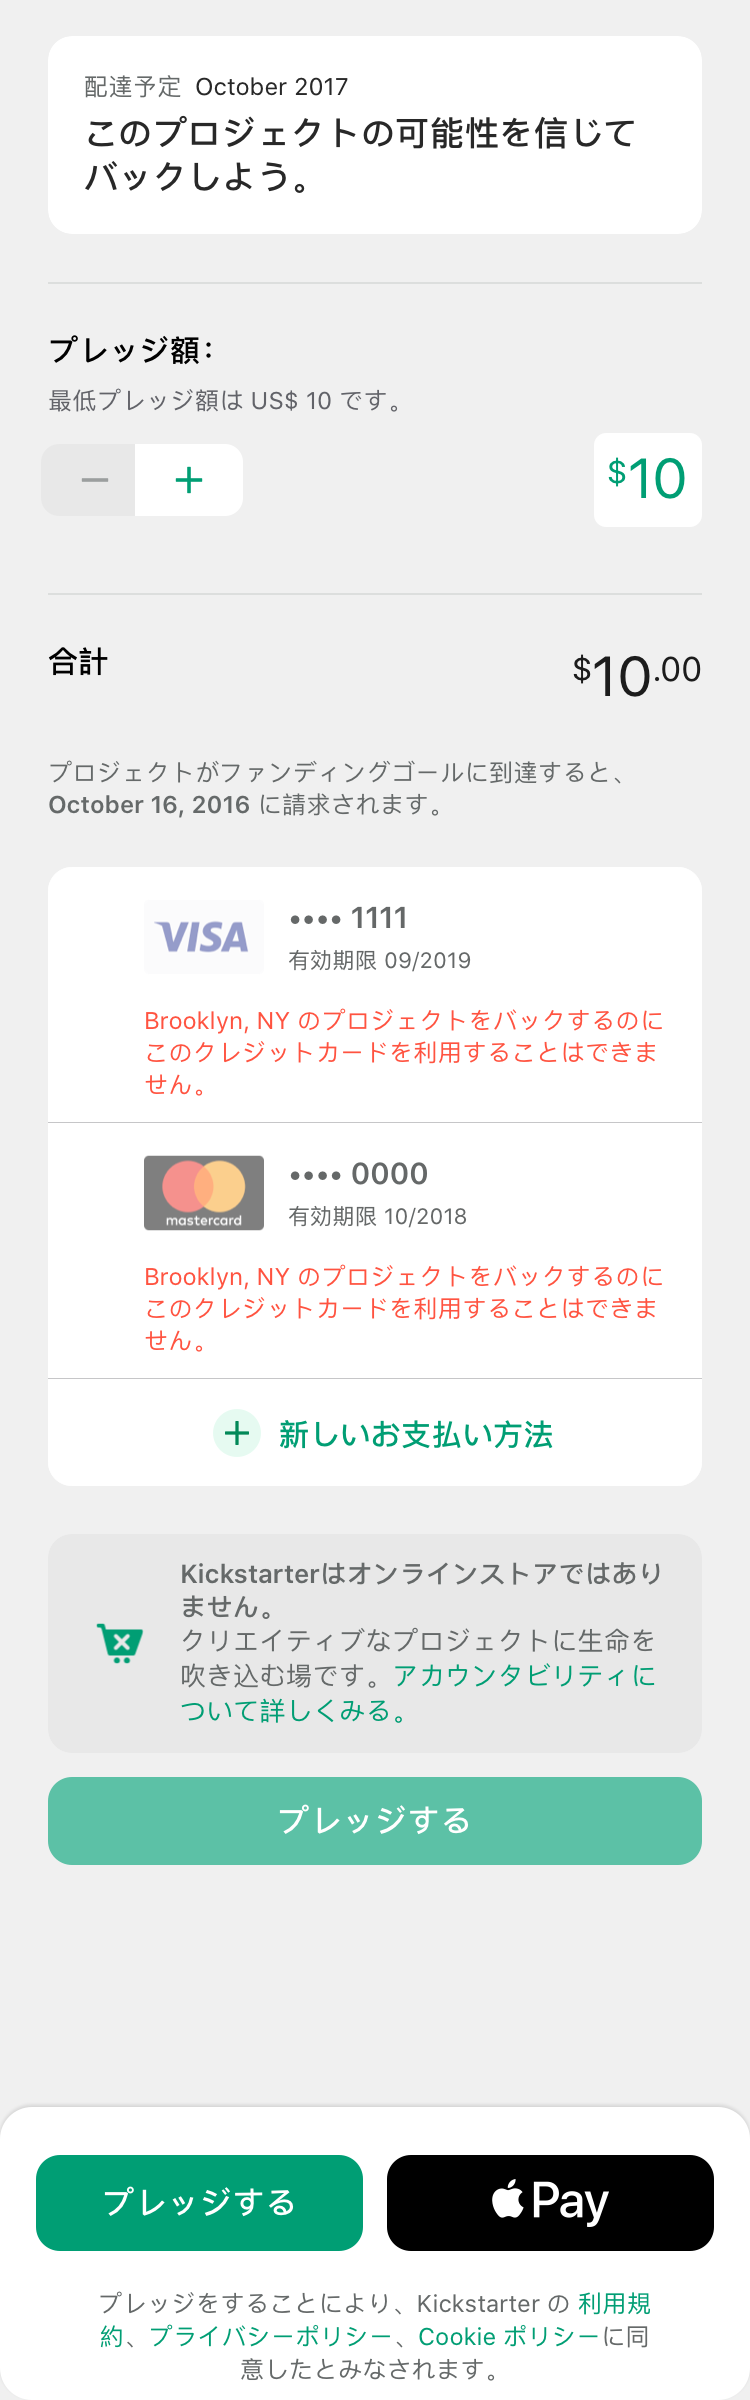 配達予定 October 2017
このプロジェクトの可能性を信じて
バックしよう。
プレッジ額：
最低プレッジ額は US$ 10 です。
− +
$10
合計
$10.00
プロジェクトがファンディングゴールに到達すると、
October 16, 2016 に請求されます。
VISA
•••• 1111
有効期限 09/2019
Brooklyn, NY のプロジェクトをバックするのに
このクレジットカードを利用することはできま
せん。
mastercard
•••• 0000
有効期限 10/2018
Brooklyn, NY のプロジェクトをバックするのに
このクレジットカードを利用することはできま
せん。
+ 新しいお支払い方法
Kickstarterはオンラインストアではあり
ません。
クリエイティブなプロジェクトに生命を
吹き込む場です。アカウンタビリティに
ついて詳しくみる。
プレッジする
プレッジする
Pay
プレッジをすることにより、Kickstarter の 利用規
約、プライバシーポリシー、Cookie ポリシーに同
意したとみなされます。